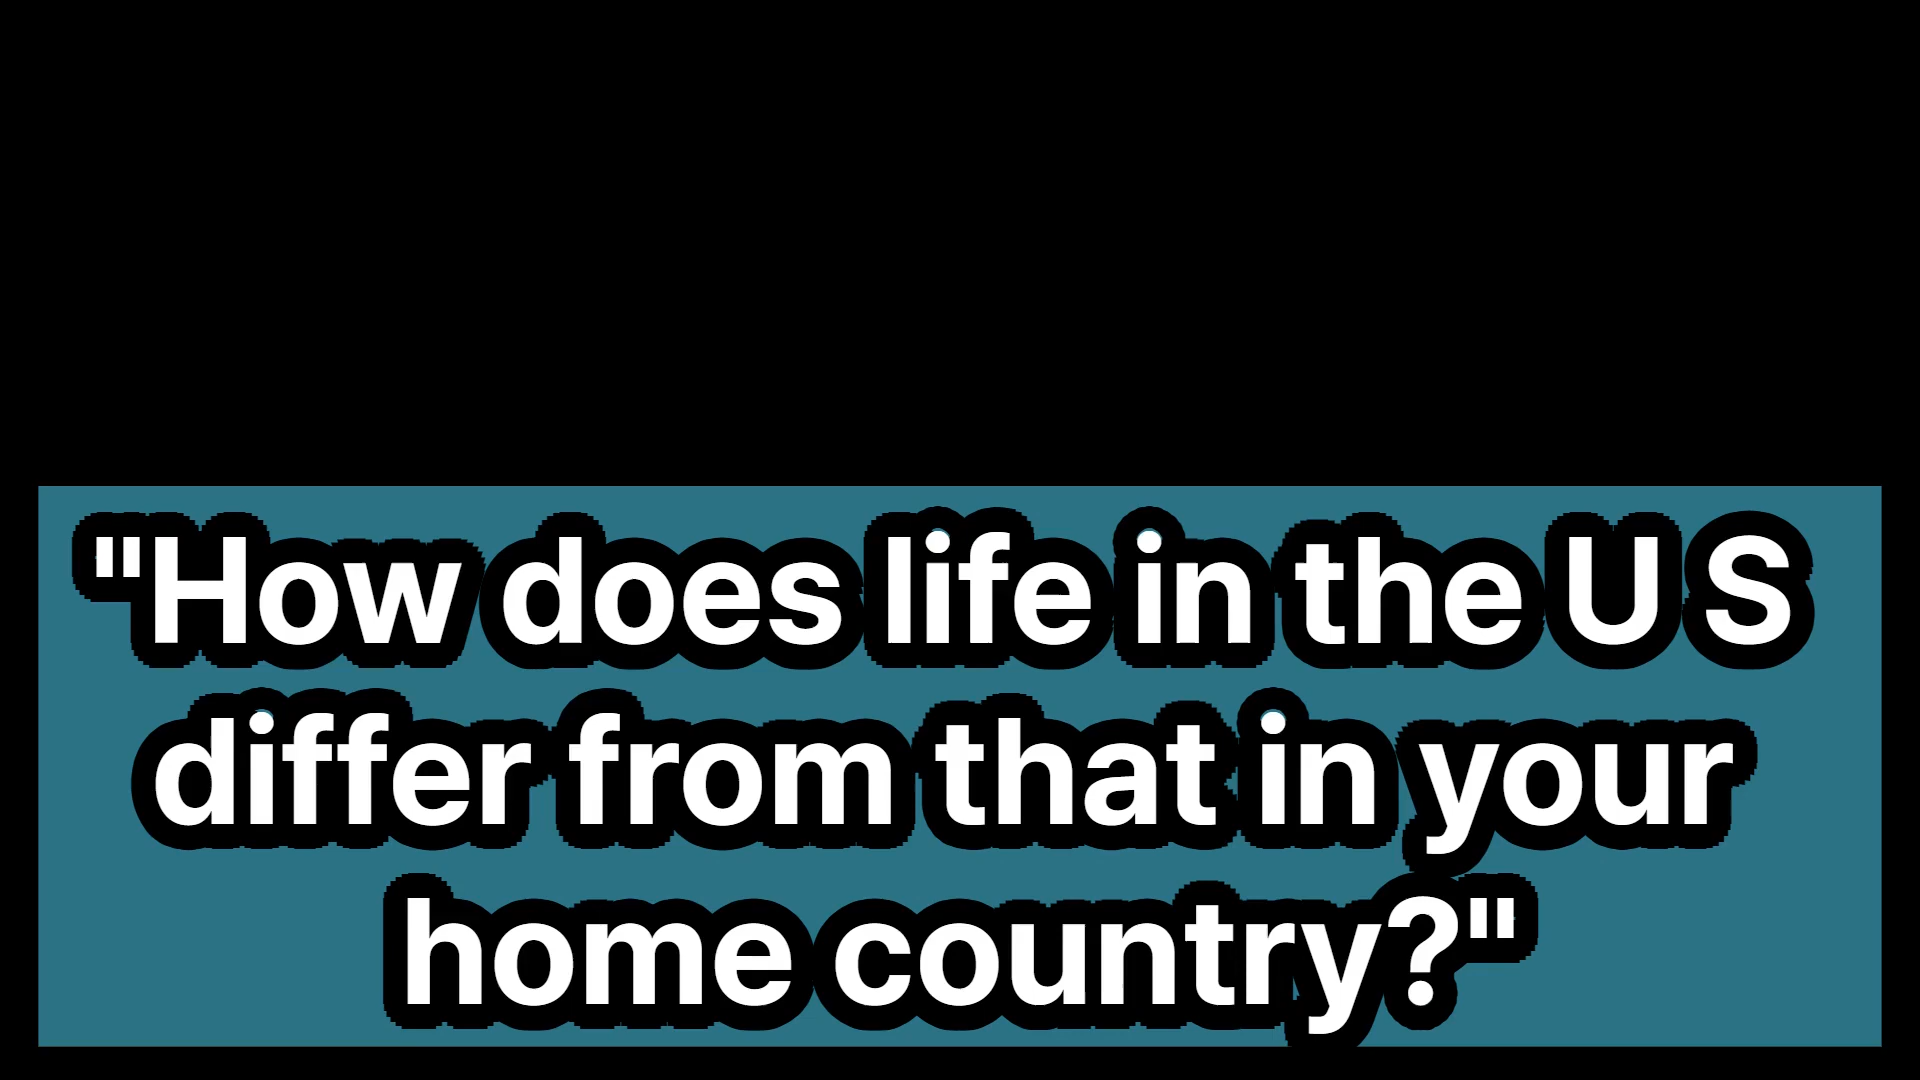 "How does life in the U S
differ from that in your
home country?"